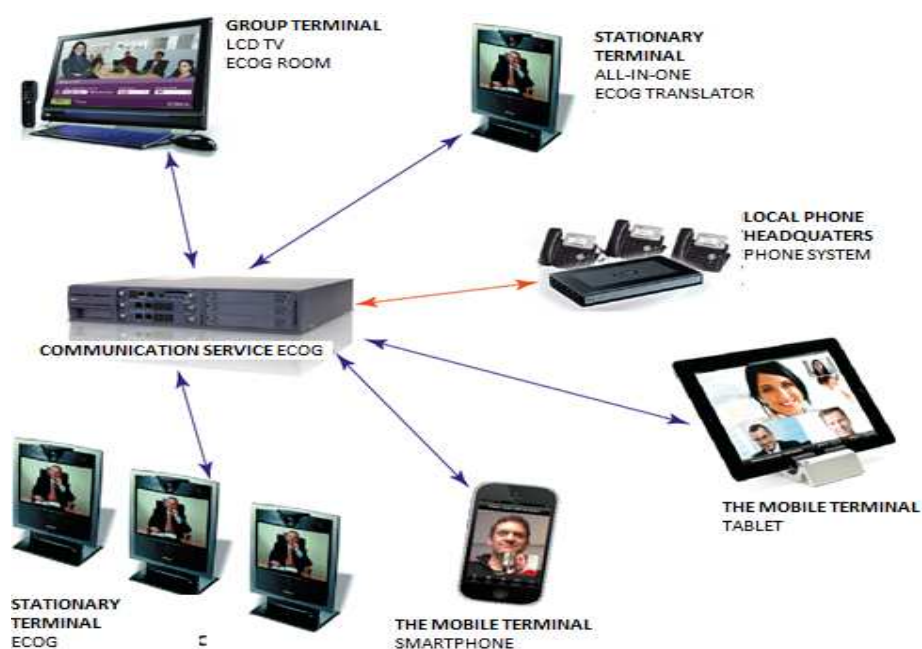 GROUP TERMINAL
LCD TV
ECOG ROOM
STATIONARY
TERMINAL
ALL-IN-ONE
ECOG TRANSLATOR
LOCAL PHONE
HEADQUATERS
PHONE SYSTEM
COMMUNICATION SERVICE ECOG
THE MOBILE TERMINAL
TABLET
STATIONARY
TERMINAL
ECOG
THE MOBILE TERMINAL
SMARTPHONE